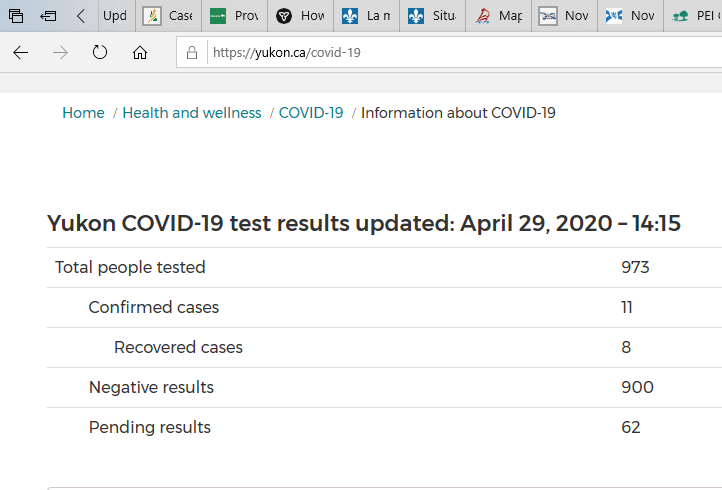 Upd Case Prov How La m Situ Map Nov Nov PEI
https://yukon.ca/covid-19
Home / Health and wellness / COVID-19 / Information about COVID-19
Yukon COVID-19 test results updated: April 29, 2020 – 14:15
Total people tested 973
Confirmed cases 11
Recovered cases 8
Negative results 900
Pending results 62